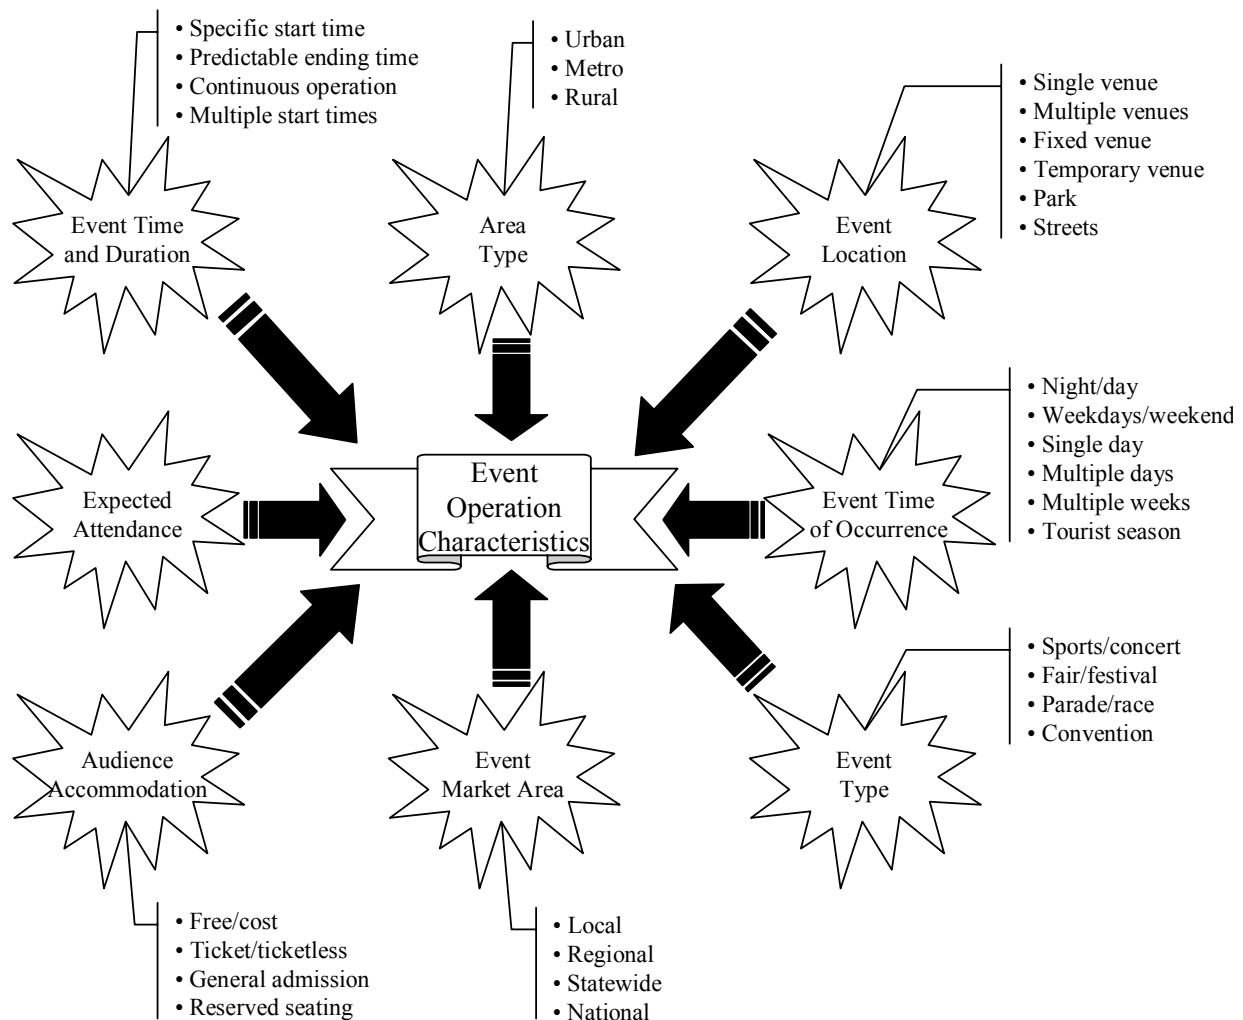 • Specific start time
• Predictable ending time
• Continuous operation
• Multiple start times
Event Time
and Duration
• Urban
• Metro
• Rural
Area
Type
• Single venue
• Multiple venues
• Fixed venue
• Temporary venue
• Park
• Streets
Event
Location
Expected
Attendance
Event
Operation
Characteristics
• Night/day
• Weekdays/weekend
• Single day
• Multiple days
• Multiple weeks
• Tourist season
Event Time
of Occurrence
Audience
Accommodation
• Free/cost
• Ticket/ticketless
• General admission
• Reserved seating
Event
Market Area
• Local
• Regional
• Statewide
• National
• Sports/concert
• Fair/festival
• Parade/race
• Convention
Event
Type